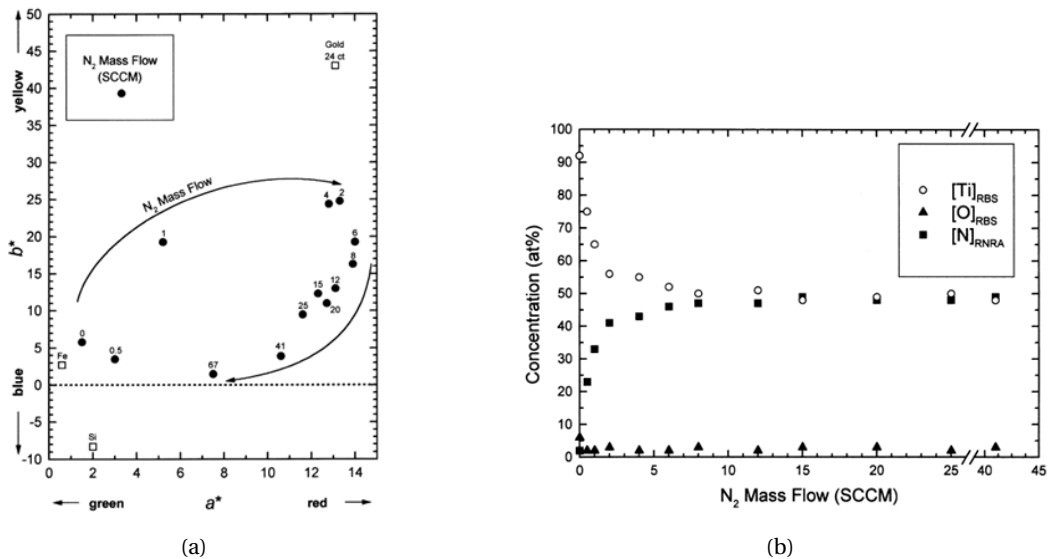 50
45
40
35
30
25
20
15
10
5
0
-5
-10
yellow
b*
blue
N2 Mass Flow
(SCCM)
Gold
24 ct
N2 Mass Flow
4
2
1
6
8
15
12
25
20
0
0.5
41
67
Fe
Si
0
2
4
6
8
10
12
14
green
a*
red
(a)
100
90
80
70
60
50
40
30
20
10
0
Concentration (at%)
[Ti]RBS
[O]RBS
[N]RNRA
0
5
10
15
20
25
40
45
N2 Mass Flow (SCCM)
(b)